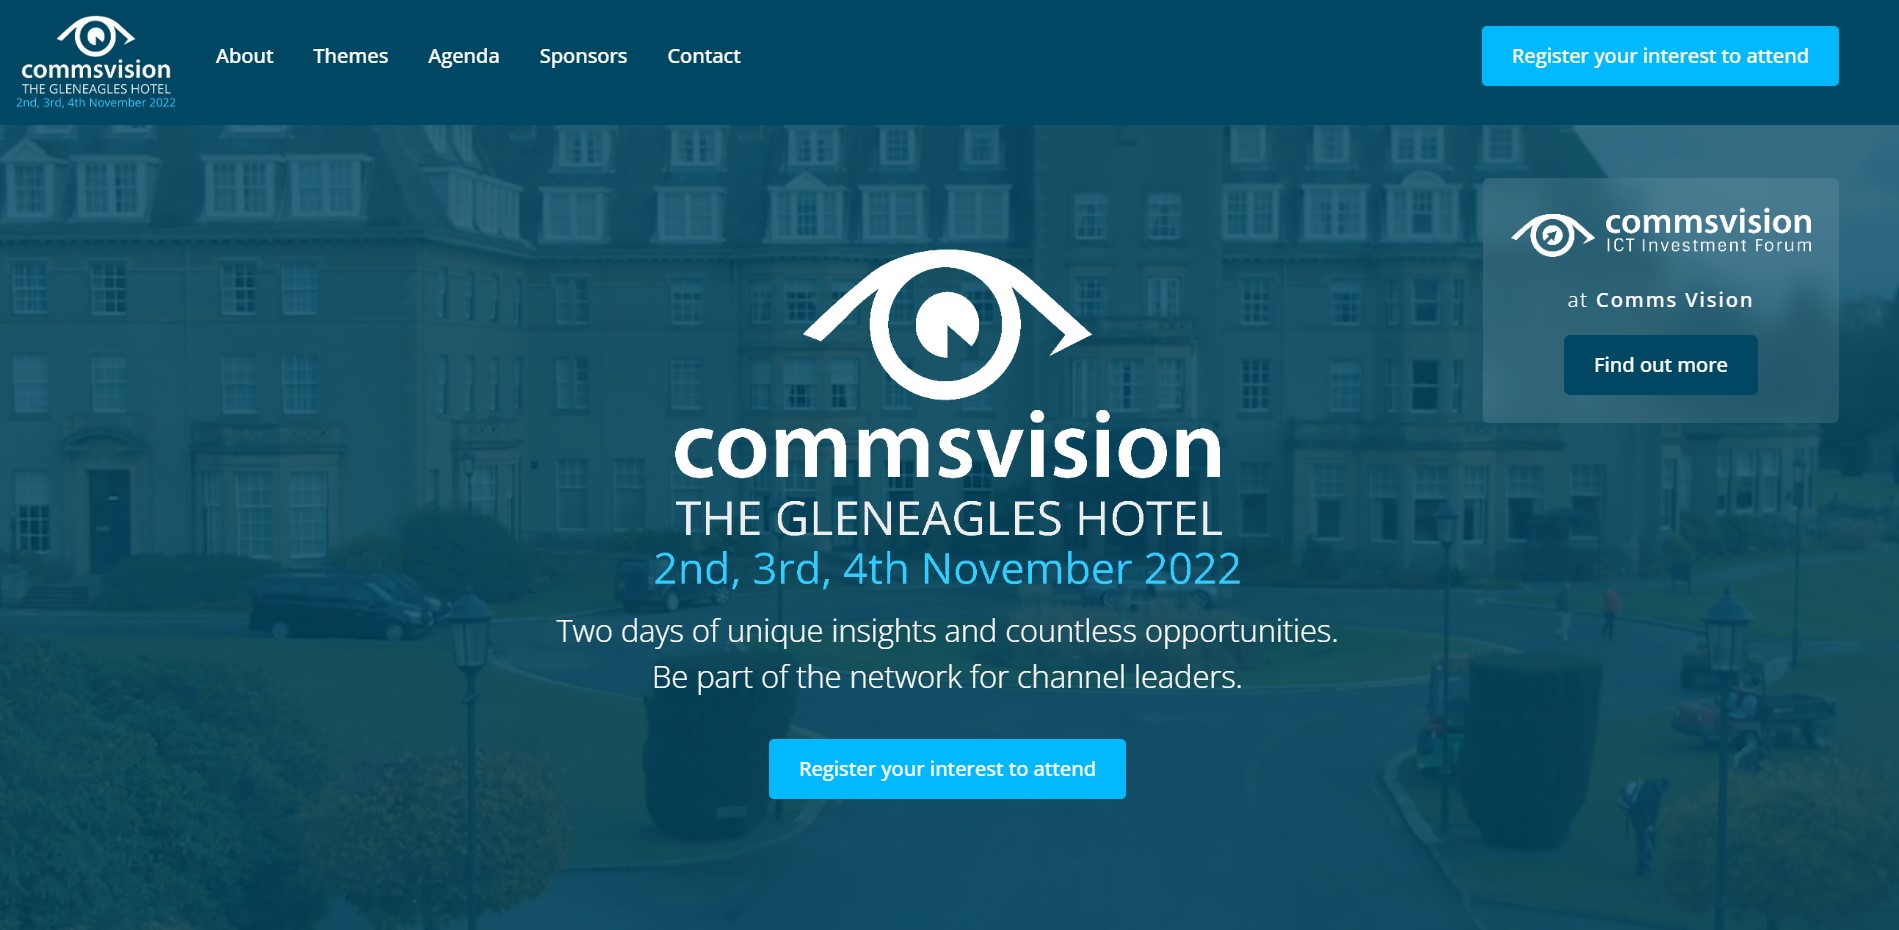 commsvision
THE GLENEAGLES HOTEL
2nd, 3rd, 4th November 2022
About
Themes
Agenda
Sponsors
Contact
Register your interest to attend
commsvision
ICT Investment Forum
at Comms Vision
Find out more
commsvision
THE GLENEAGLES HOTEL
2nd, 3rd, 4th November 2022
Two days of unique insights and countless opportunities.
Be part of the network for channel leaders.
Register your interest to attend